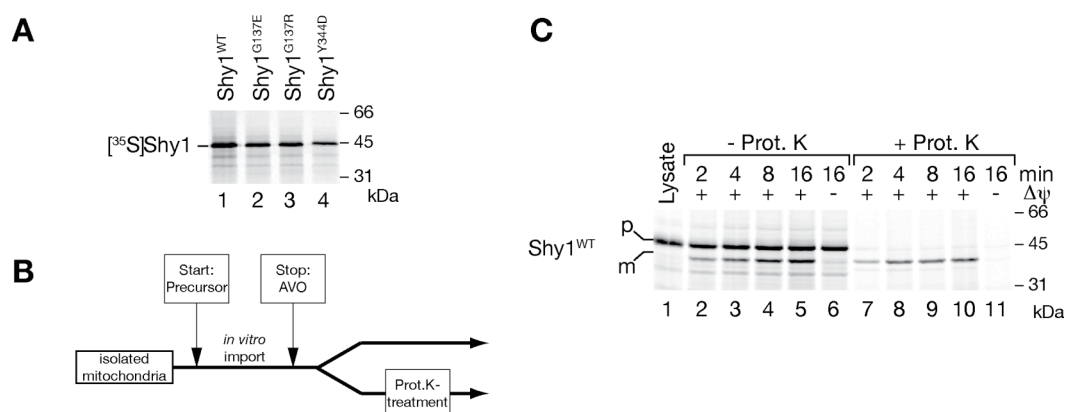 A
Shy1WT
Shy1G137E
Shy1G137R
Shy1Y344D
66
[35S]Shy1
45
31
1 2 3 4 kDa
B
Start: Precursor
Stop: AVO
in vitro import
isolated mitochondria
Prot.K-treatment
C
Lysate
- Prot. K
+ Prot. K
2 4 8 16 16 2 4 8 16 16 min
+ + + + - + + + + - Δψ
66
p
45
Shy1WT
m
31
1 2 3 4 5 6 7 8 9 10 11 kDa